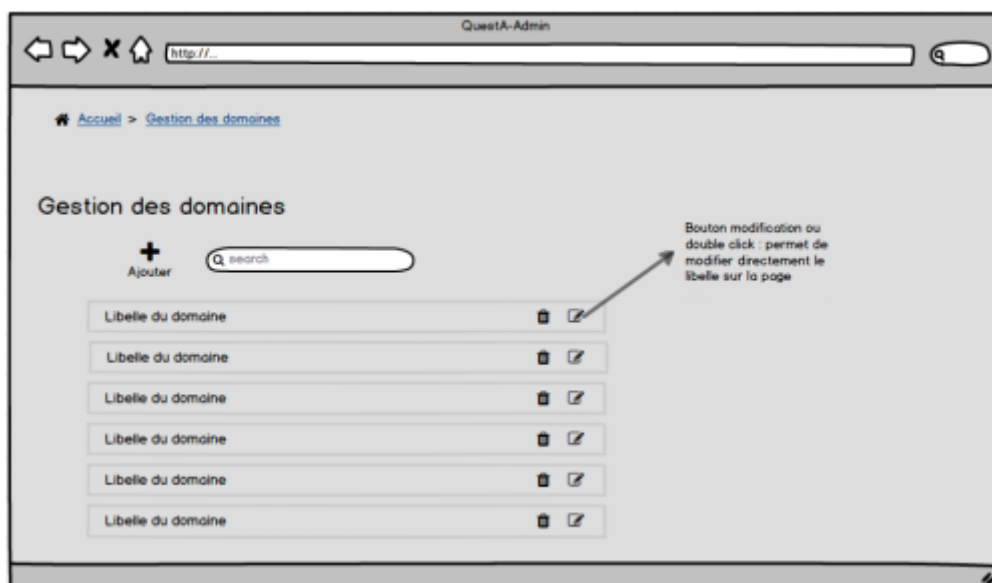 QuestA-Admin
http://...
Accueil > Gestion des domaines
Gestion des domaines
Ajouter
search
Bouton modification ou
double click : permet de
modifier directement le
libelle sur la page
Libelle du domaine
Libelle du domaine
Libelle du domaine
Libelle du domaine
Libelle du domaine
Libelle du domaine